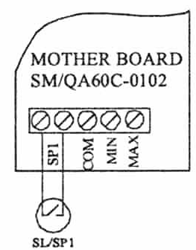 MOTHER BOARD
SM/QA60C-0102
SP1
COM
MIN
MAX
SL/SP1